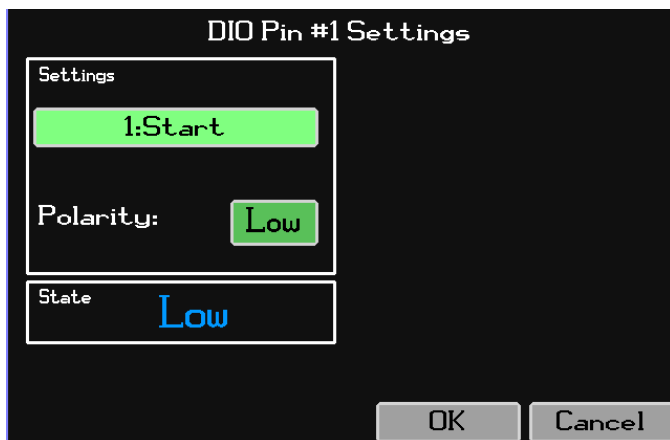 DIO Pin #1 Settings
Settings
1:Start
Polarity: Low
State Low
OK Cancel